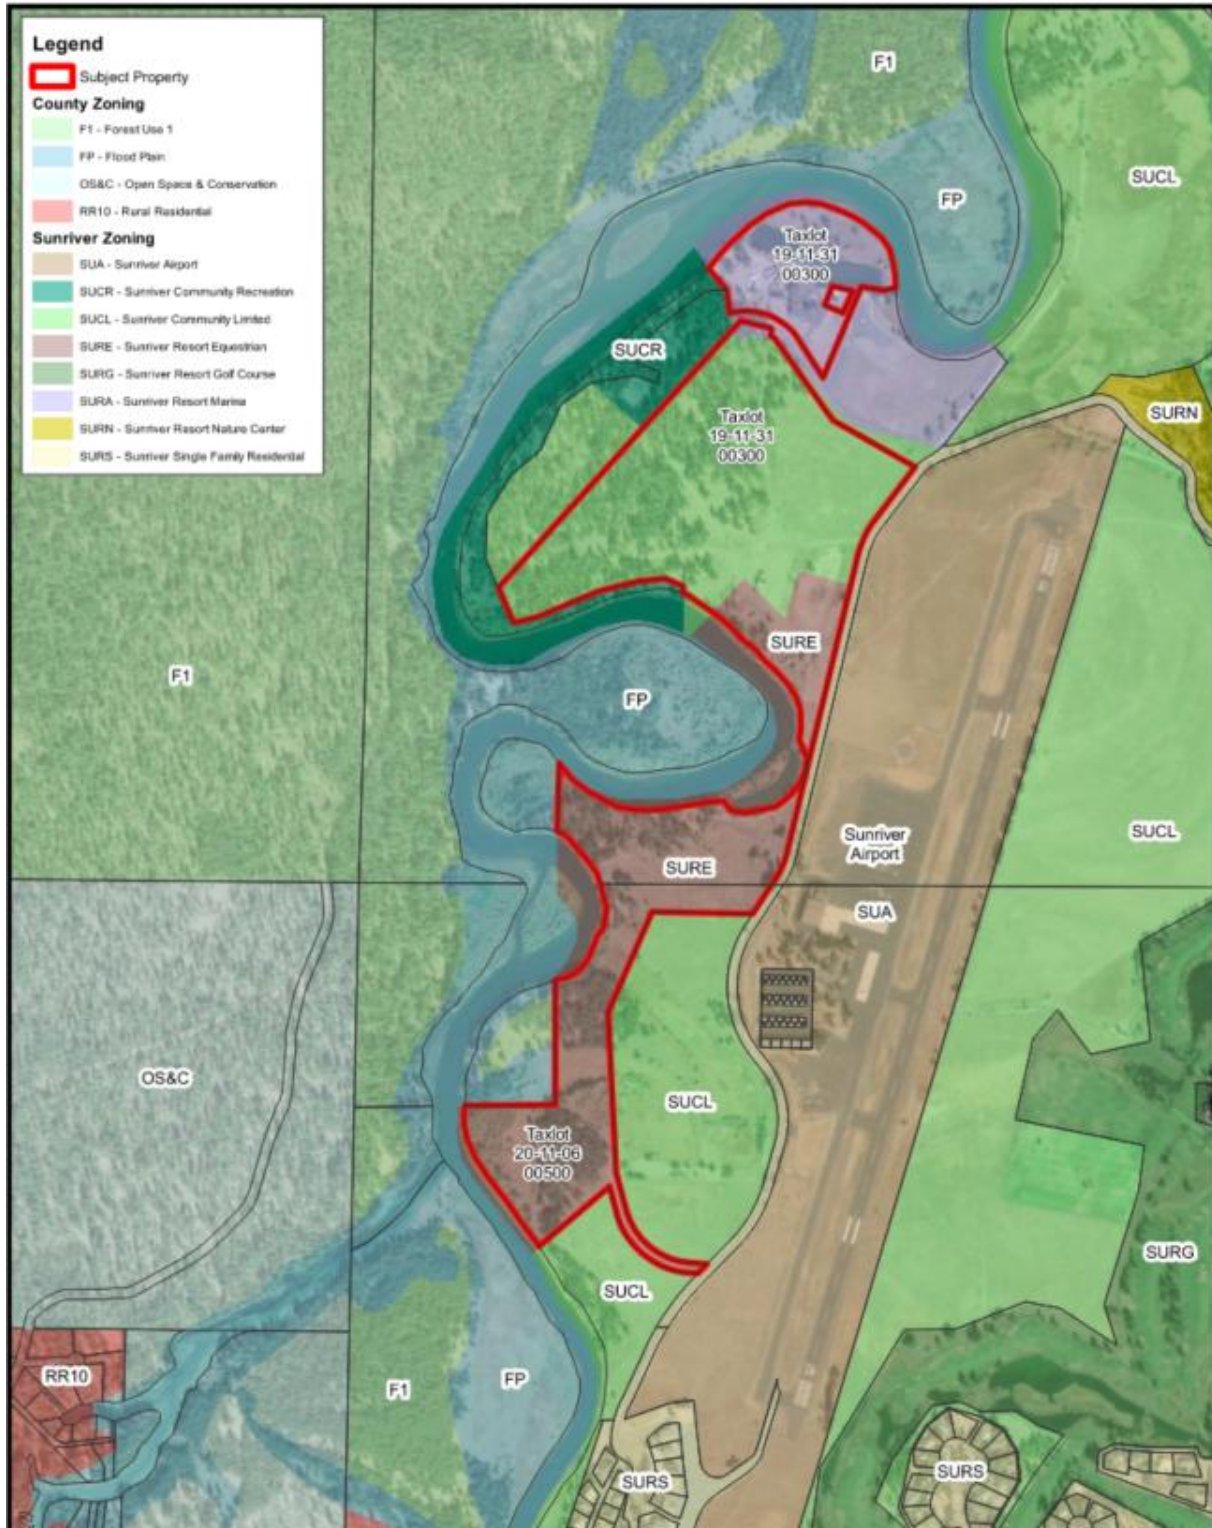 Legend
Subject Property
County Zoning
F1 - Forest Use 1
FP - Flood Plain
OS&C - Open Space & Conservation
RR10 - Rural Residential
Sunriver Zoning
SUA - Sunriver Airport
SUCR - Sunriver Community Recreation
SUCL - Sunriver Community Limited
SURE - Sunriver Resort Equestrian
SURG - Sunriver Resort Golf Course
SURA - Sunriver Resort Marina
SURN - Sunriver Resort Nature Center
SURS - Sunriver Single Family Residential
F1
SUCL
FP
Taxlot
19-11-31
00300
SUCR
SURN
Taxlot
19-11-31
00300
SURE
F1
FP
Sunriver
Airport
SUCL
SURE
SUA
OS&C
SUCL
Taxlot
20-11-06
00500
SURG
SUCL
RR10
FP
F1
SURS
SURS